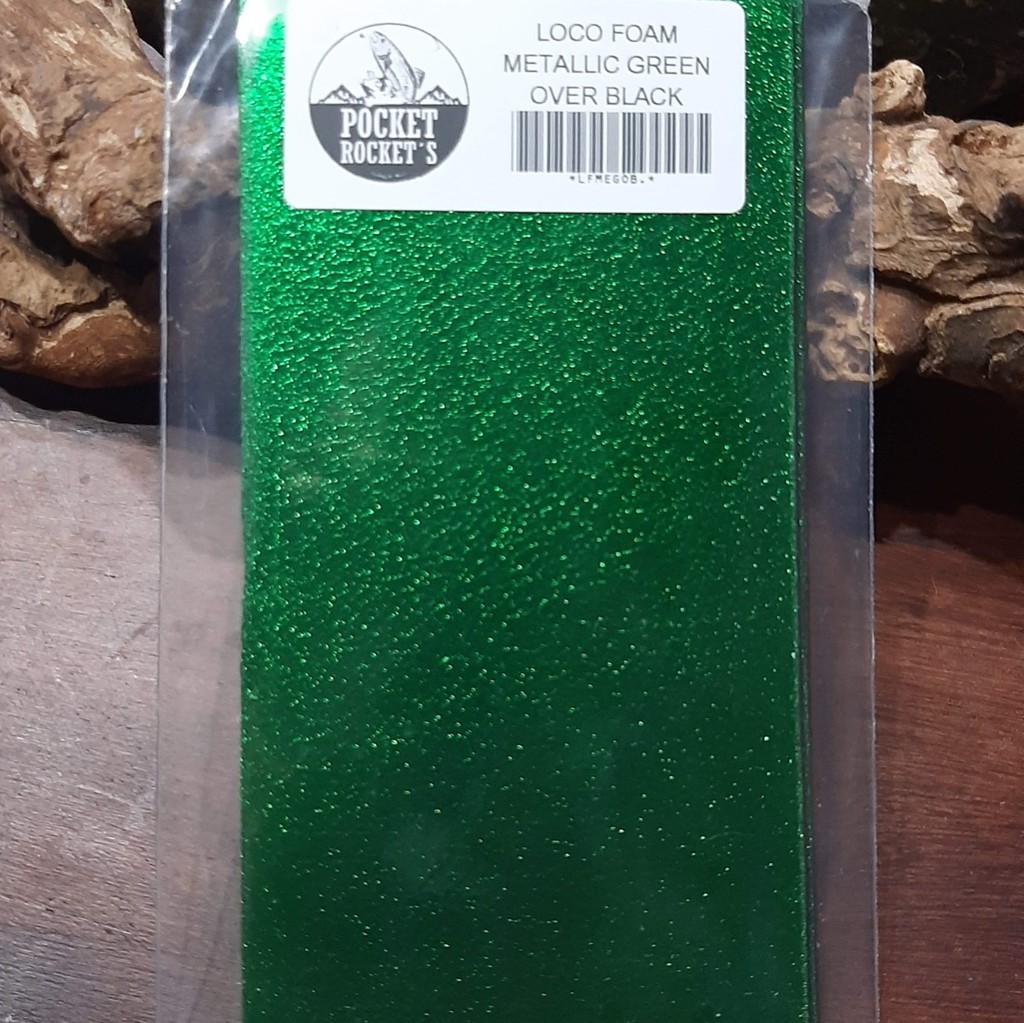 LOCO FOAM
METALLIC GREEN
OVER BLACK
*LFMEGOB.*
POCKET
ROCKET'S